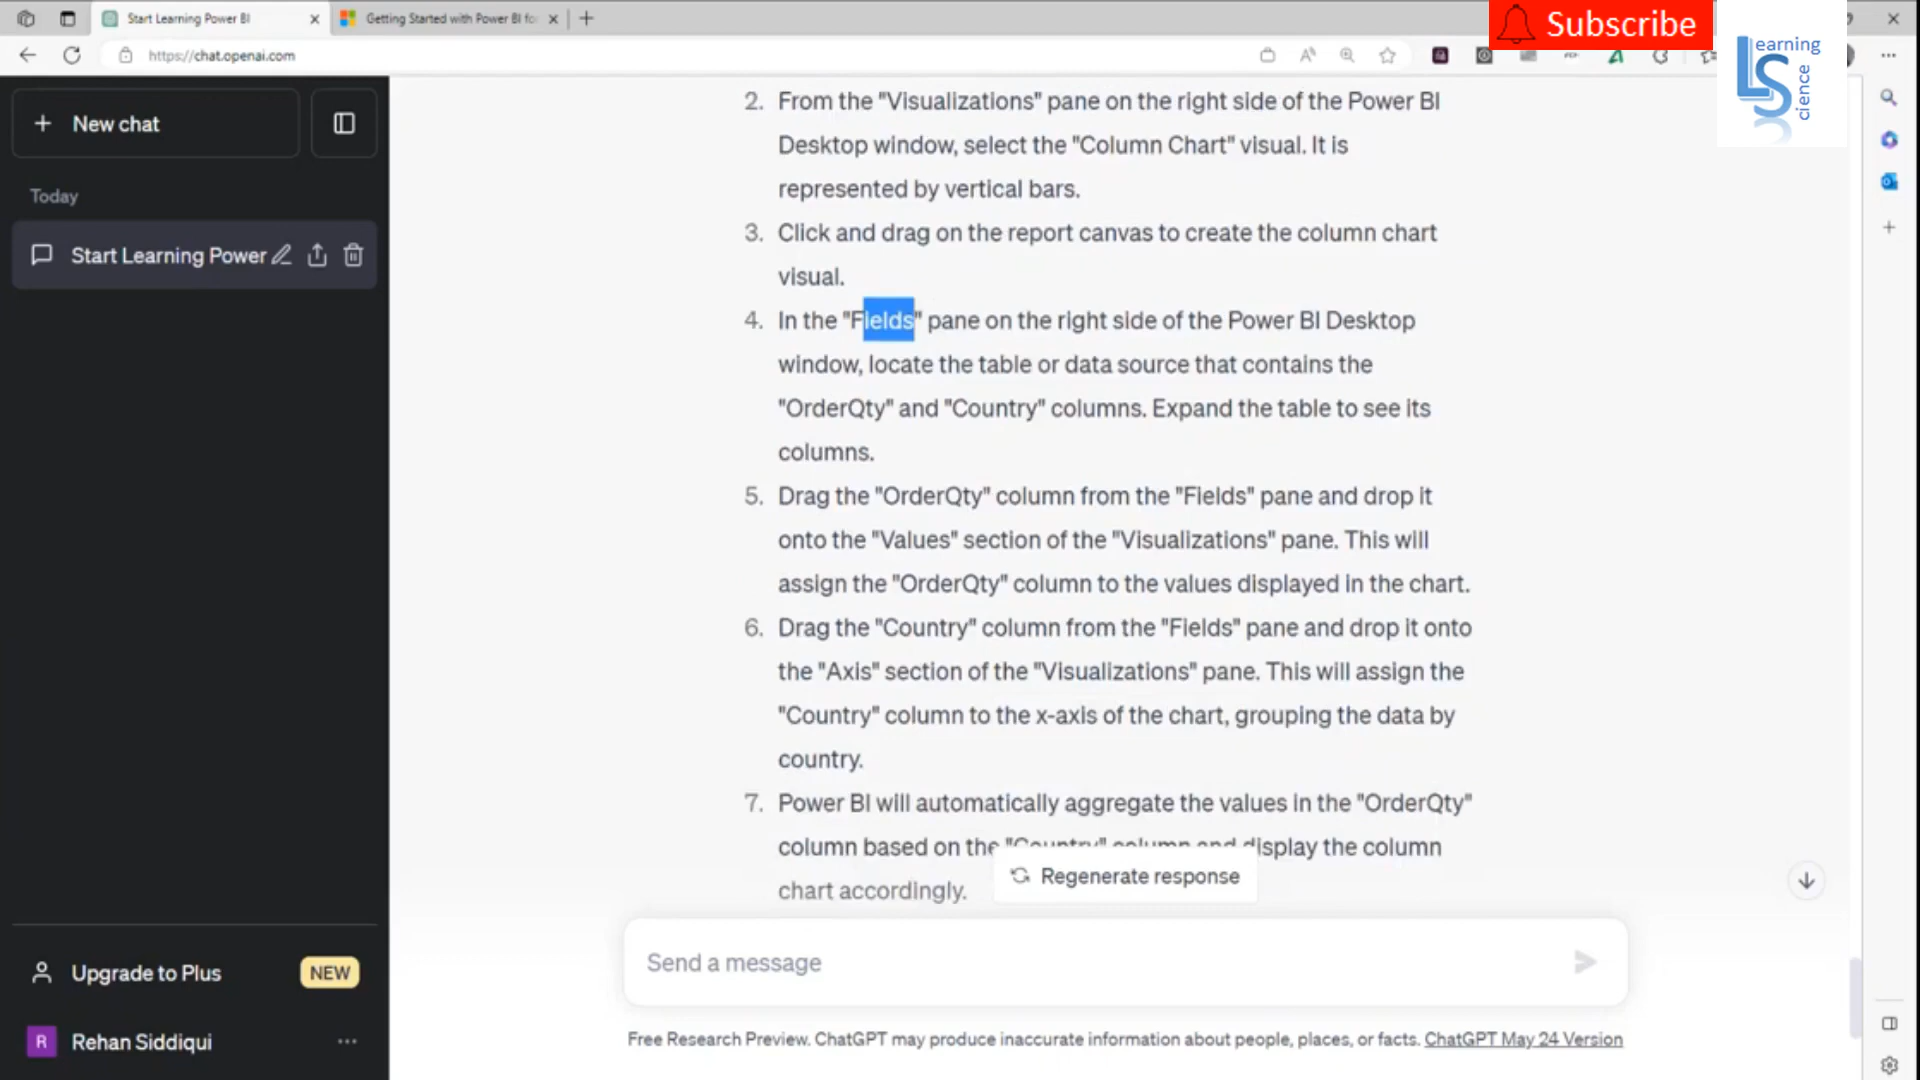 Start Learning Power BI
Getting Started with Power BI for
Subscribe
Learning
Science
https://chat.openai.com
New chat
Today
Start Learning Power
2. From the "Visualizations" pane on the right side of the Power BI
Desktop window, select the "Column Chart" visual. It is
represented by vertical bars.
3. Click and drag on the report canvas to create the column chart
visual.
4. In the "Fields" pane on the right side of the Power BI Desktop
window, locate the table or data source that contains the
"OrderQty" and "Country" columns. Expand the table to see its
columns.
5. Drag the "OrderQty" column from the "Fields" pane and drop it
onto the "Values" section of the "Visualizations" pane. This will
assign the "OrderQty" column to the values displayed in the chart.
6. Drag the "Country" column from the "Fields" pane and drop it onto
the "Axis" section of the "Visualizations" pane. This will assign the
"Country" column to the x-axis of the chart, grouping the data by
country.
7. Power BI will automatically aggregate the values in the "OrderQty"
column based on the "Country" column and display the column
chart accordingly.
Regenerate response
Send a message
Upgrade to Plus
NEW
R
Rehan Siddiqui
Free Research Preview. ChatGPT may produce inaccurate information about people, places, or facts. ChatGPT May 24 Version